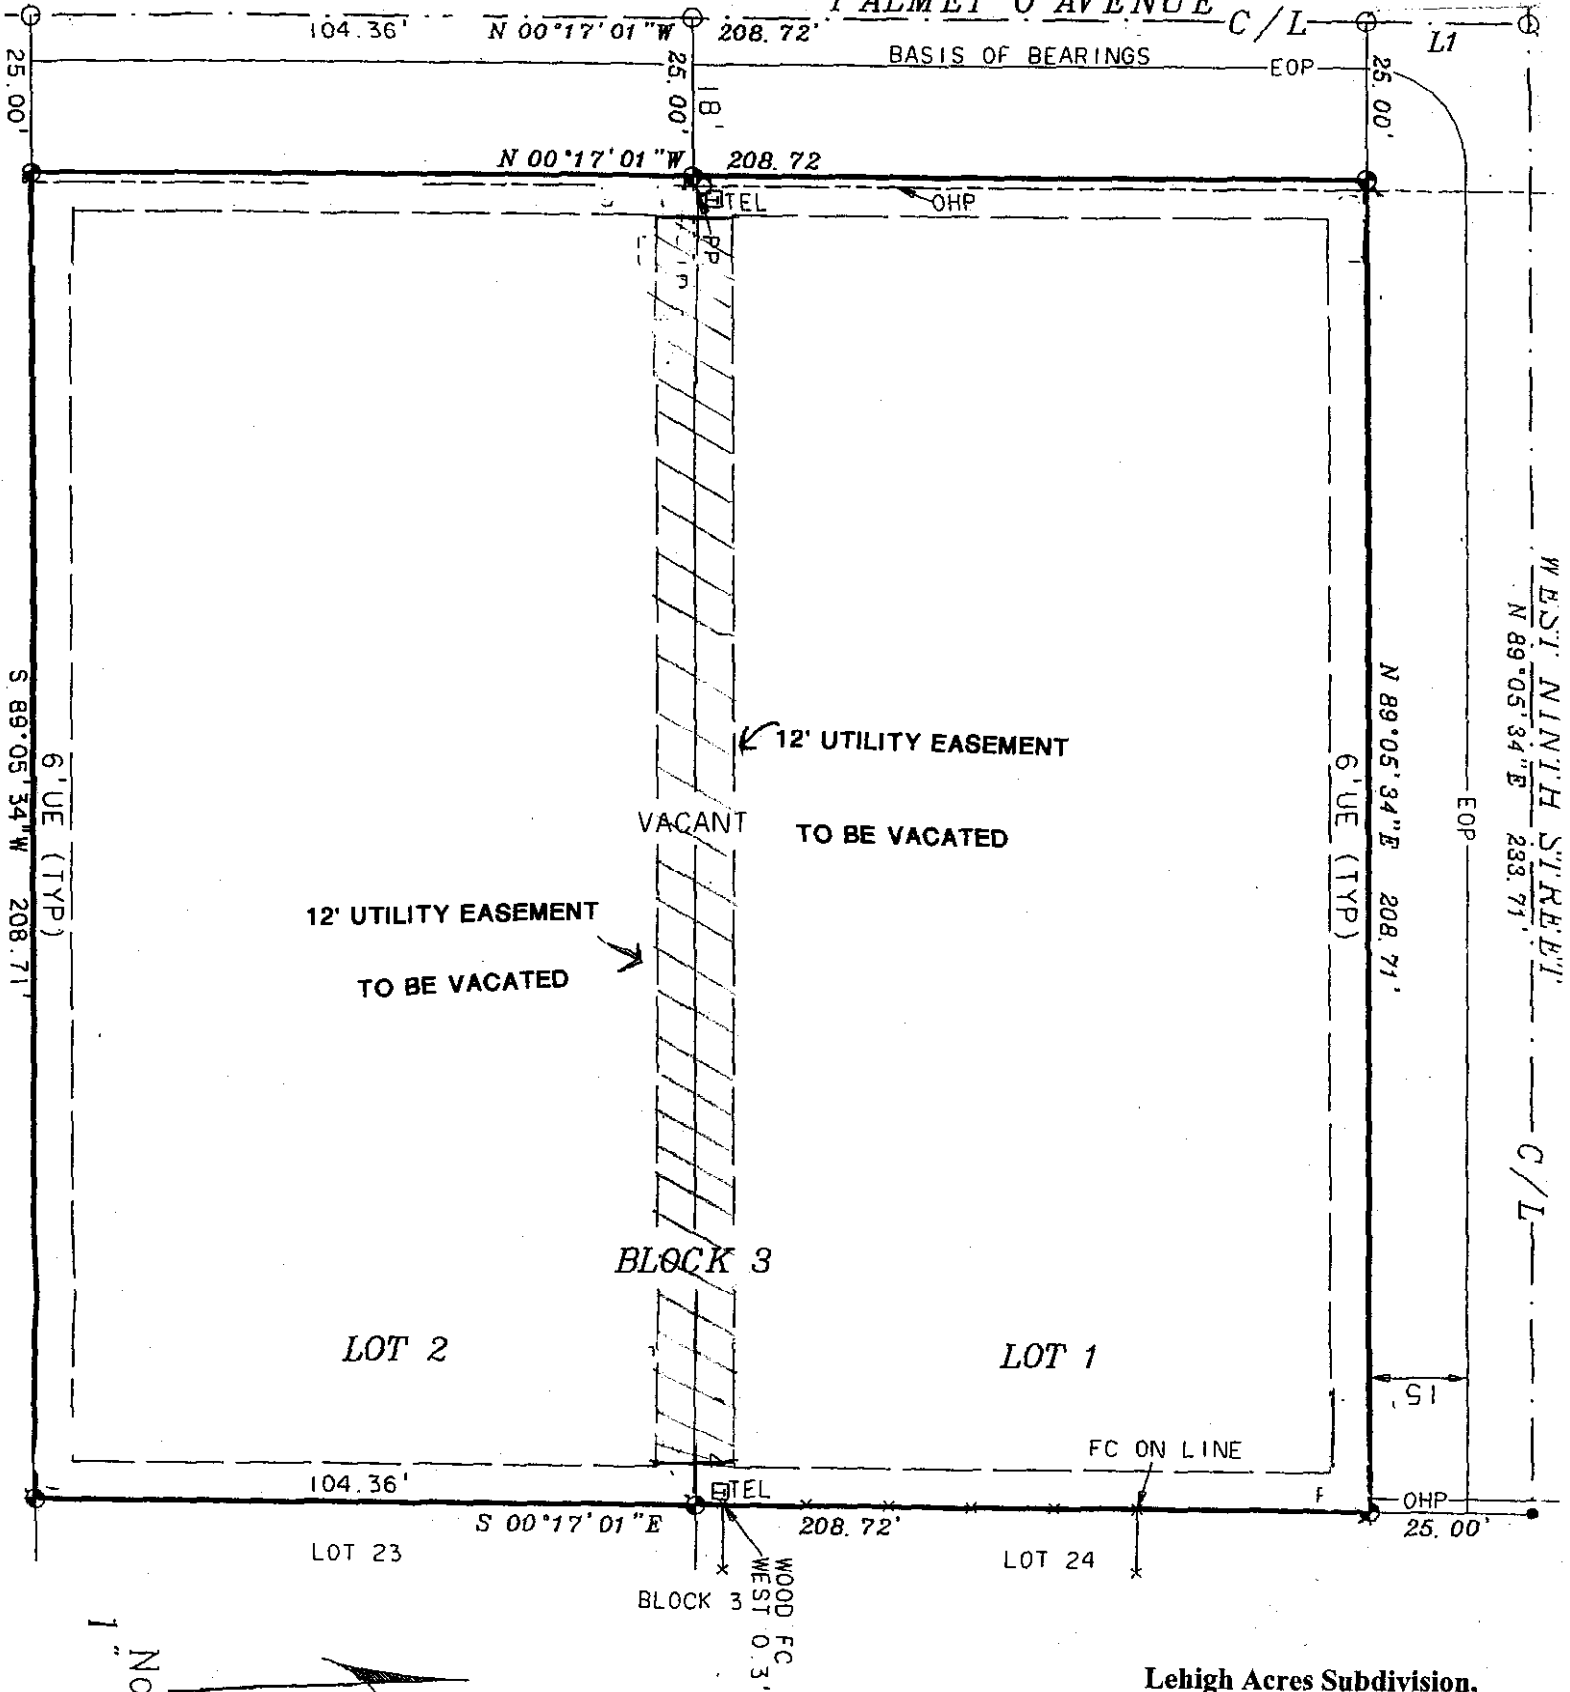 PALMET O AVENUE
C/L
L1
104.36'
N 00°17'01"W
208.72'
BASIS OF BEARINGS
EOP
25.00'
25.00'
18'
25.00'
N 00°17'01"W
208.72
TEL
OHP
PP
WEST NINTH STREET
N 89°05'34"E 233.71'
C/L
N 89°05'34"E 208.71'
6'UE (TYP)
EOP
12' UTILITY EASEMENT
TO BE VACATED
VACANT
12' UTILITY EASEMENT
TO BE VACATED
6'UE (TYP)
S 89°05'34"W 208.71'
BLOCK 3
LOT 2
LOT 1
15'
FC ON LINE
104.36'
TEL
OHP
S 00°17'01"E
208.72'
25.00'
LOT 23
LOT 24
BLOCK 3
WOOD FC
WEST 0.3'
NO
1"
Lehigh Acres Subdivision,